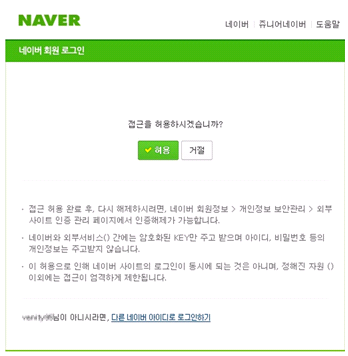 NAVER
네이버 | 쥬니어네이버 | 도움말
네이버 회원 로그인
접근을 허용하시겠습니까?
허용 거절
· 접근 허용 완료 후, 다시 해제하시려면, 네이버 회원정보 > 개인정보 보안관리 > 외부
사이트 인증 관리 페이지에서 인증해제가 가능합니다.
· 네이버와 외부서비스() 간에는 암호화된 KEY만 주고 받으며 아이디, 비밀번호 등의
개인정보는 주고받지 않습니다.
· 이 허용으로 인해 네이버 사이트의 로그인이 동시에 되는 것은 아니며, 정해진 자원 ()
이외에는 접근이 엄격하게 제한됩니다.
님이 아니시라면, 다른 네이버 아이디로 로그인하기